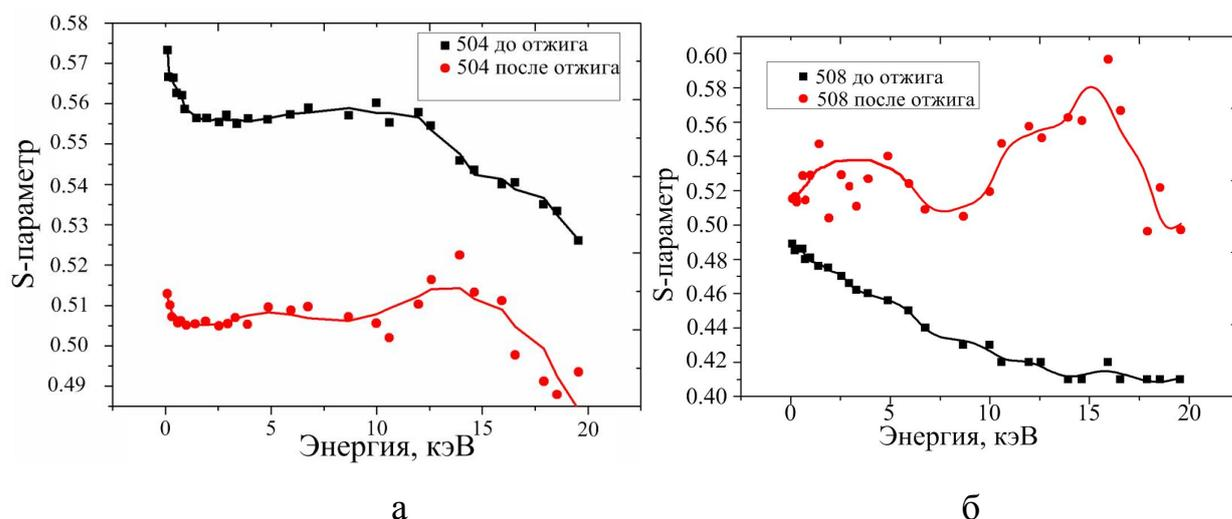 0.58
0.57
0.56
0.55
0.54
0.53
0.52
0.51
0.50
0.49
S-параметр
504 до отжига
504 после отжига
0 5 10 15 20
Энергия, кэВ
а
0.60
0.58
0.56
0.54
0.52
0.50
0.48
0.46
0.44
0.42
0.40
S-параметр
508 до отжига
508 после отжига
0 5 10 15 20
Энергия, кэВ
б